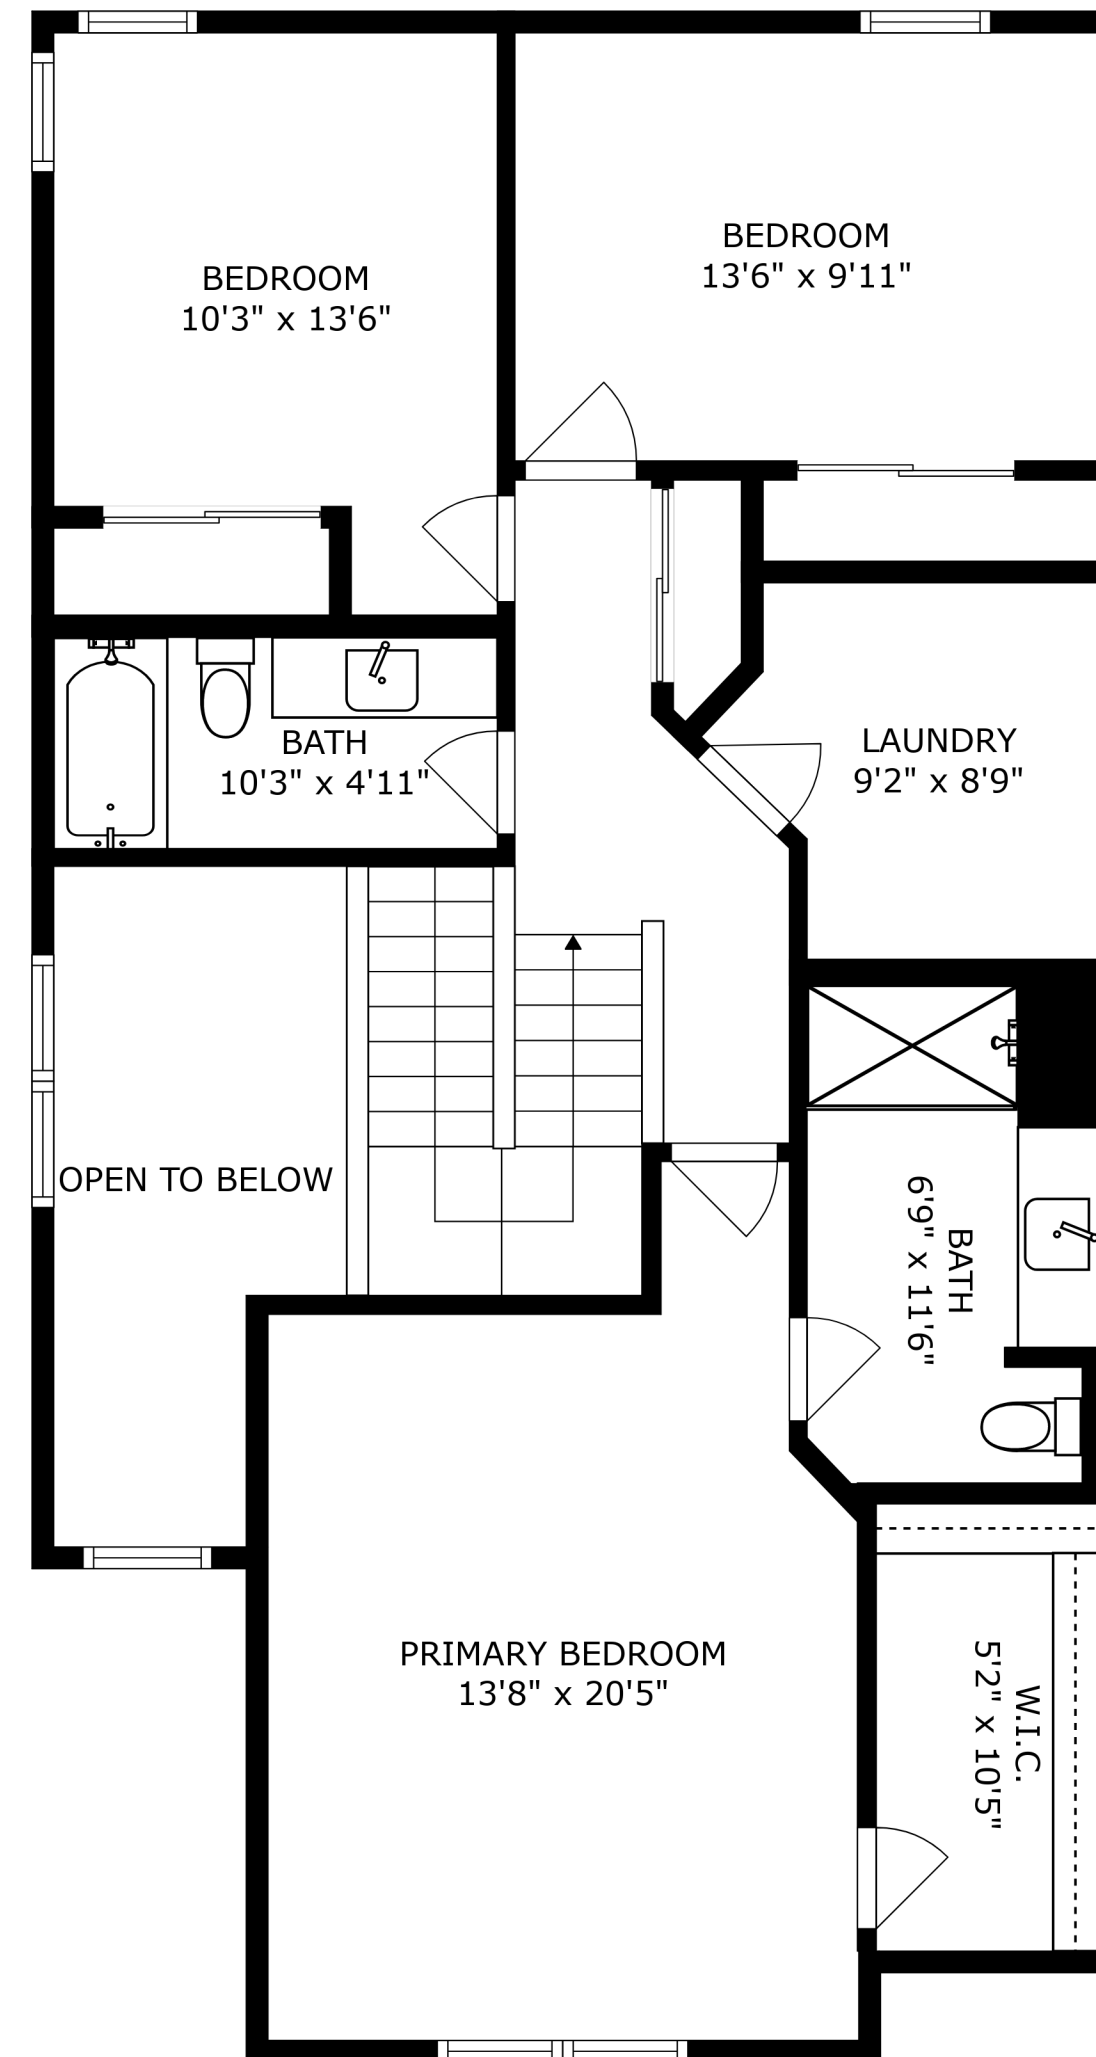 BEDROOM
13'6" x 9'11"
BEDROOM
10'3" x 13'6"
BATH
10'3" x 4'11"
LAUNDRY
9'2" x 8'9"
OPEN TO BELOW
BATH
6'9" x 11'6"
PRIMARY BEDROOM
13'8" x 20'5"
W.I.C.
5'2" x 10'5"